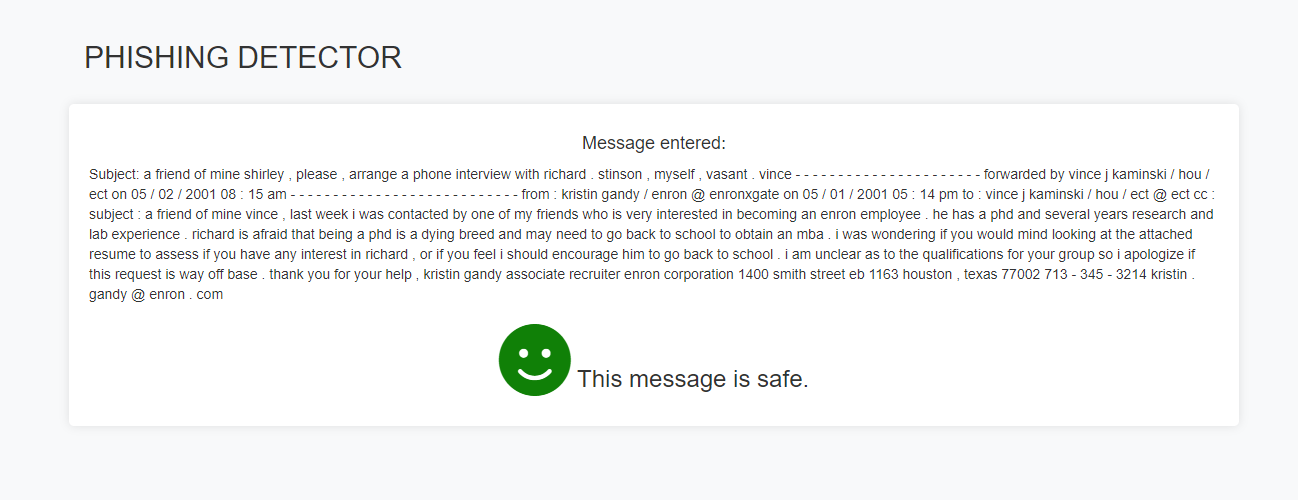 PHISHING DETECTOR
Message entered:
Subject: a friend of mine shirley , please , arrange a phone interview with richard . stinson , myself , vasant . vince - - - - - - - - - - - - - - - - - - - - - - forwarded by vince j kaminski / hou /
ect on 05 / 02 / 2001 08 : 15 am - - - - - - - - - - - - - - - - - - - - - - - - - - - from : kristin gandy / enron @ enronxgate on 05 / 01 / 2001 05 : 14 pm to : vince j kaminski / hou / ect @ ect cc :
subject : a friend of mine vince , last week i was contacted by one of my friends who is very interested in becoming an enron employee . he has a phd and several years research and
lab experience . richard is afraid that being a phd is a dying breed and may need to go back to school to obtain an mba . i was wondering if you would mind looking at the attached
resume to assess if you have any interest in richard , or if you feel i should encourage him to go back to school . i am unclear as to the qualifications for your group so i apologize if
this request is way off base . thank you for your help , kristin gandy associate recruiter enron corporation 1400 smith street eb 1163 houston , texas 77002 713 - 345 - 3214 kristin .
gandy @ enron . com
This message is safe.